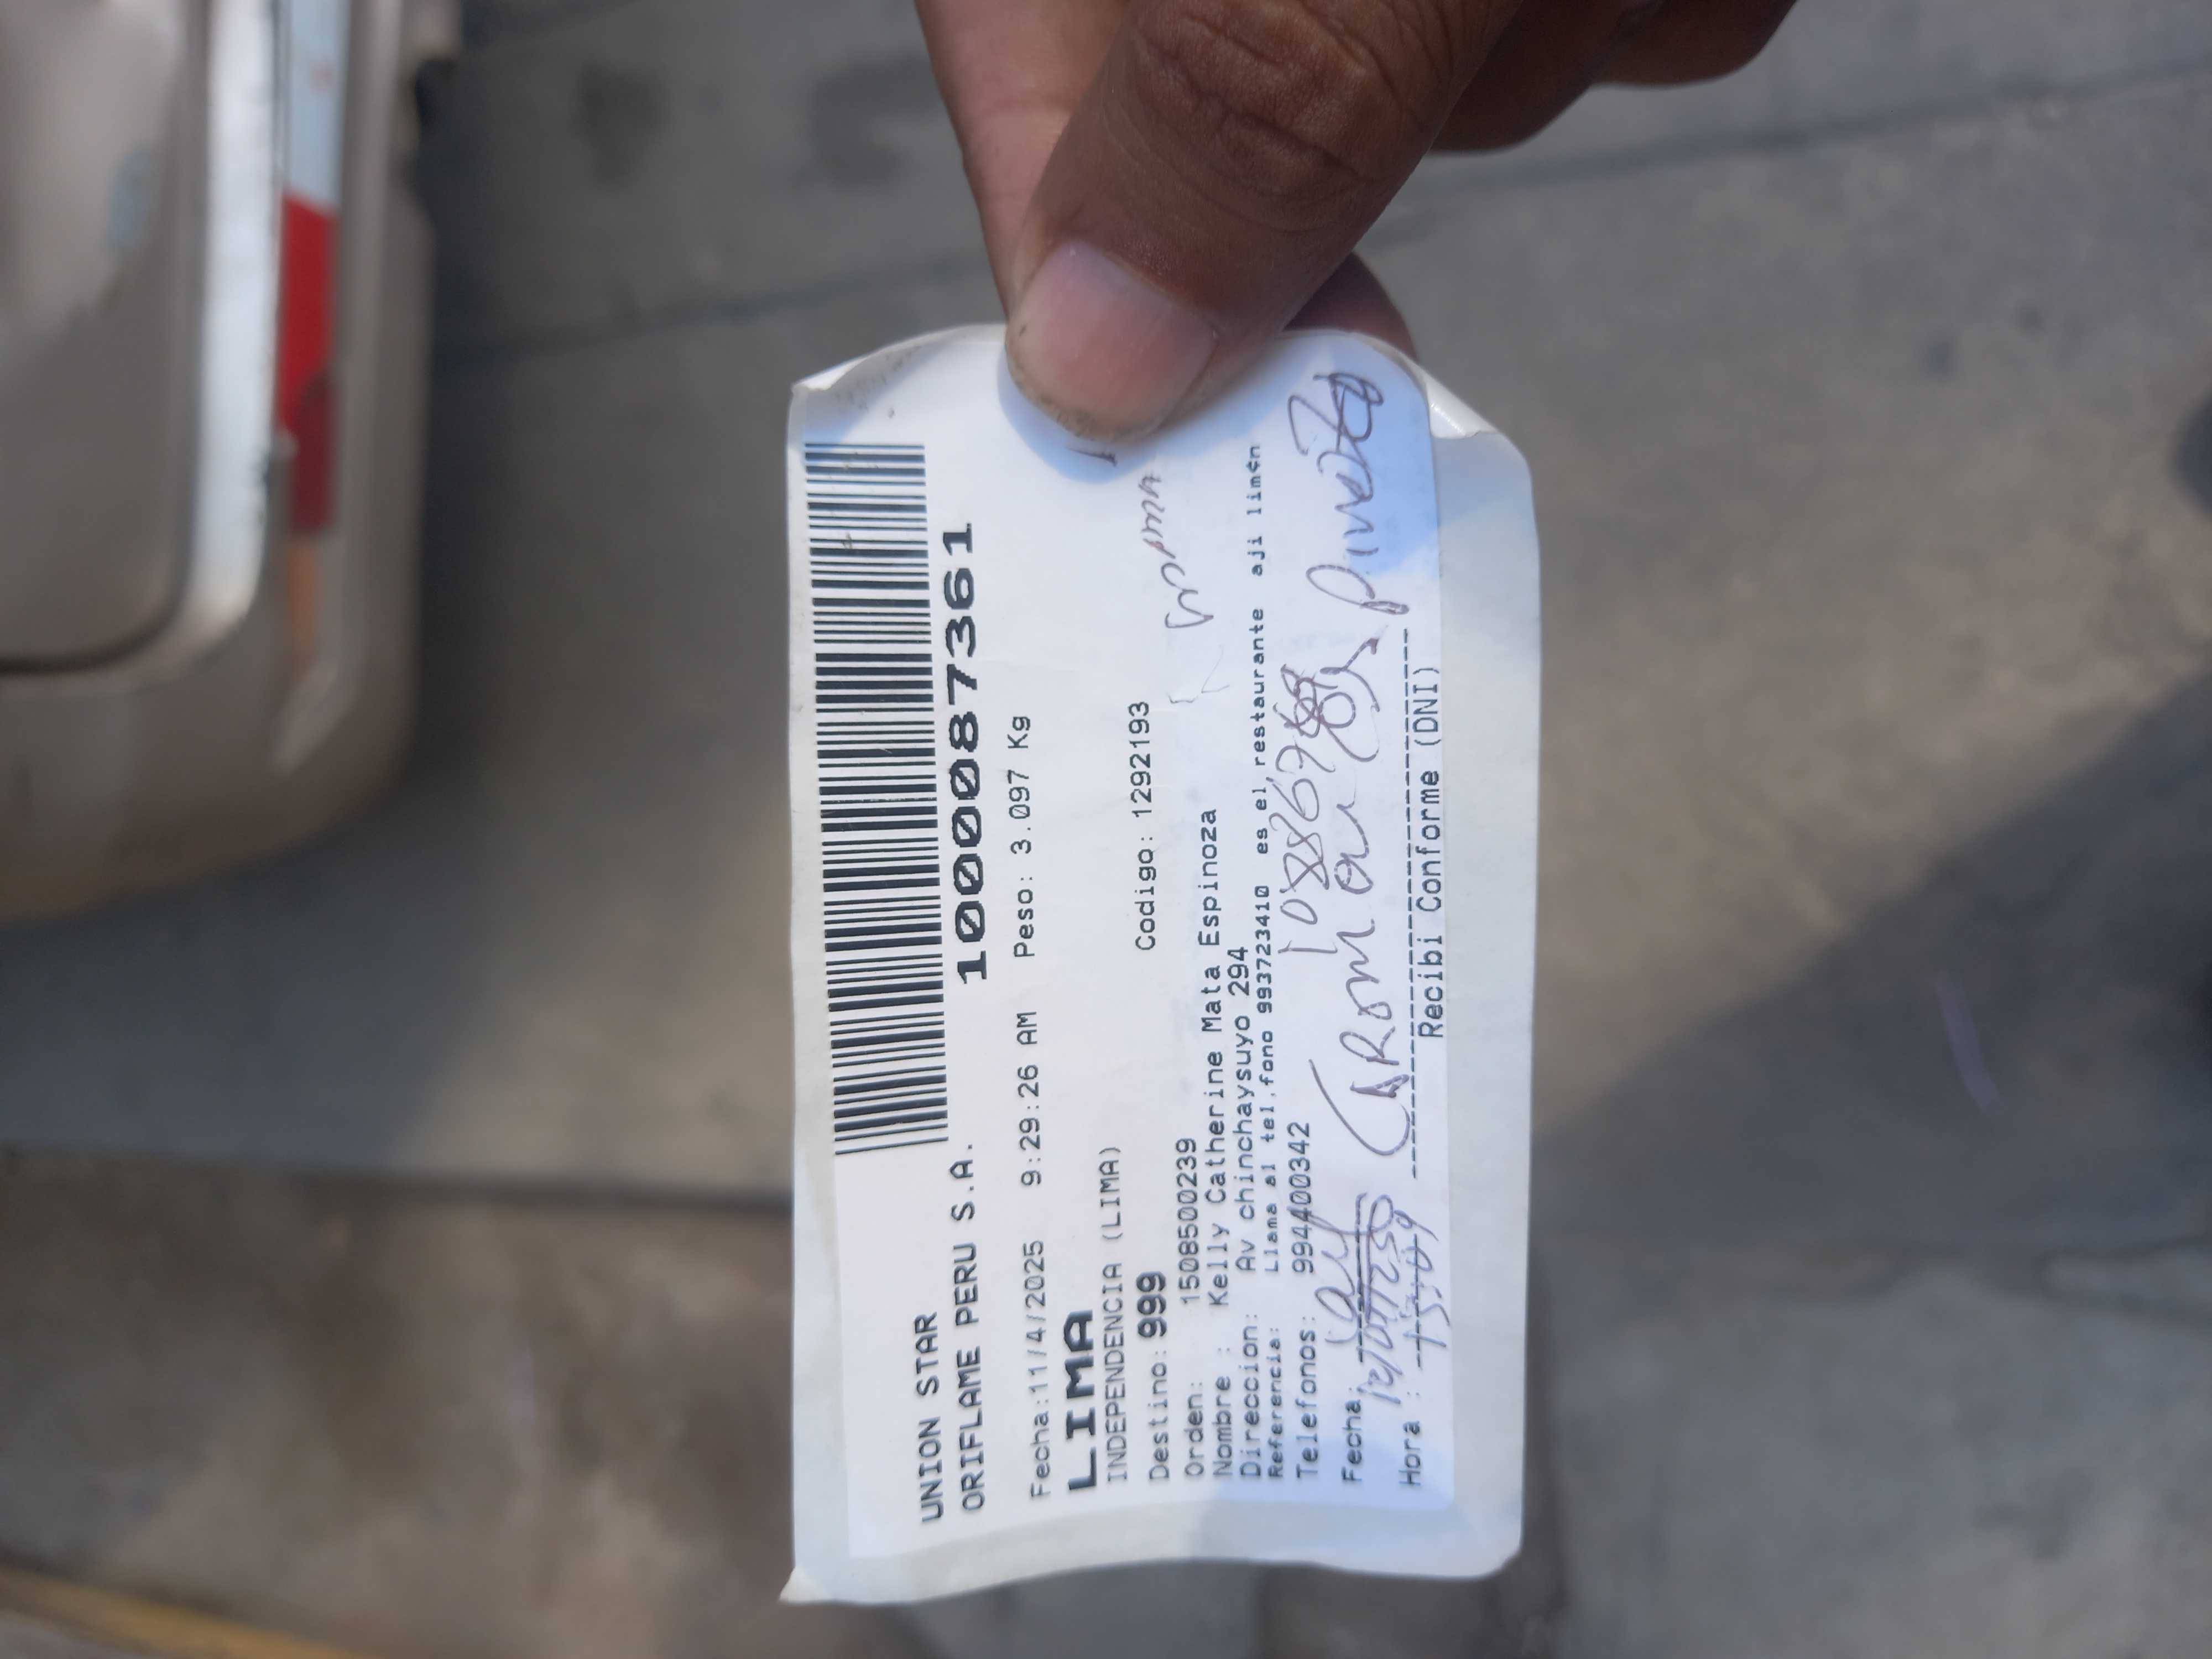 UNION STAR
ORIFLAME PERU S.A. 1000087361
Fecha:11/4/2025 9:29:26 AM Peso: 3.097 Kg
LIMA
INDEPENDENCIA (LIMA)
Destino: 999 Codigo: 1292193
Orden: 1508500239
Nombre : Kelly Catherine Mata Espinoza
Direccion: Av chinchaysuyo 294
Referencia: Llama al tel,fono 993723410 es el restaurante aji lim¢n
Telefonos: 994400342
Fecha:
Hora :
Recibi Conforme (DNI)